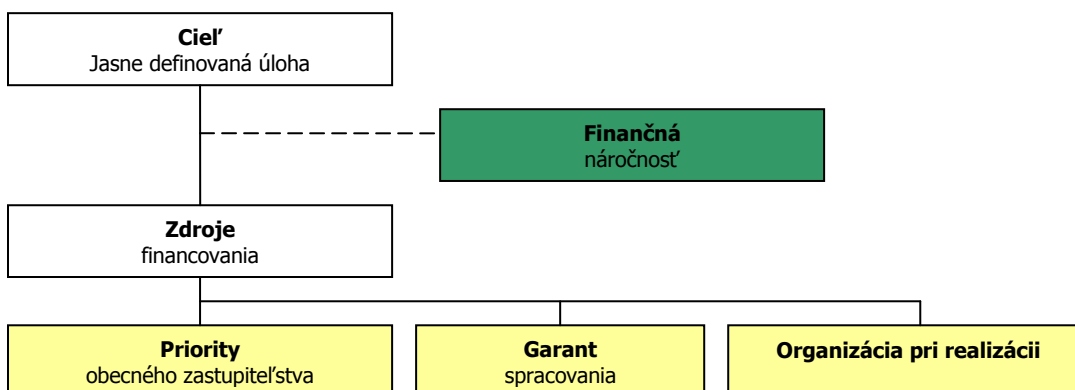 Cieľ
Jasne definovaná úloha
Finančná
náročnosť
Zdroje
financovania
Priority
obecného zastupiteľstva
Garant
spracovania
Organizácia pri realizácii